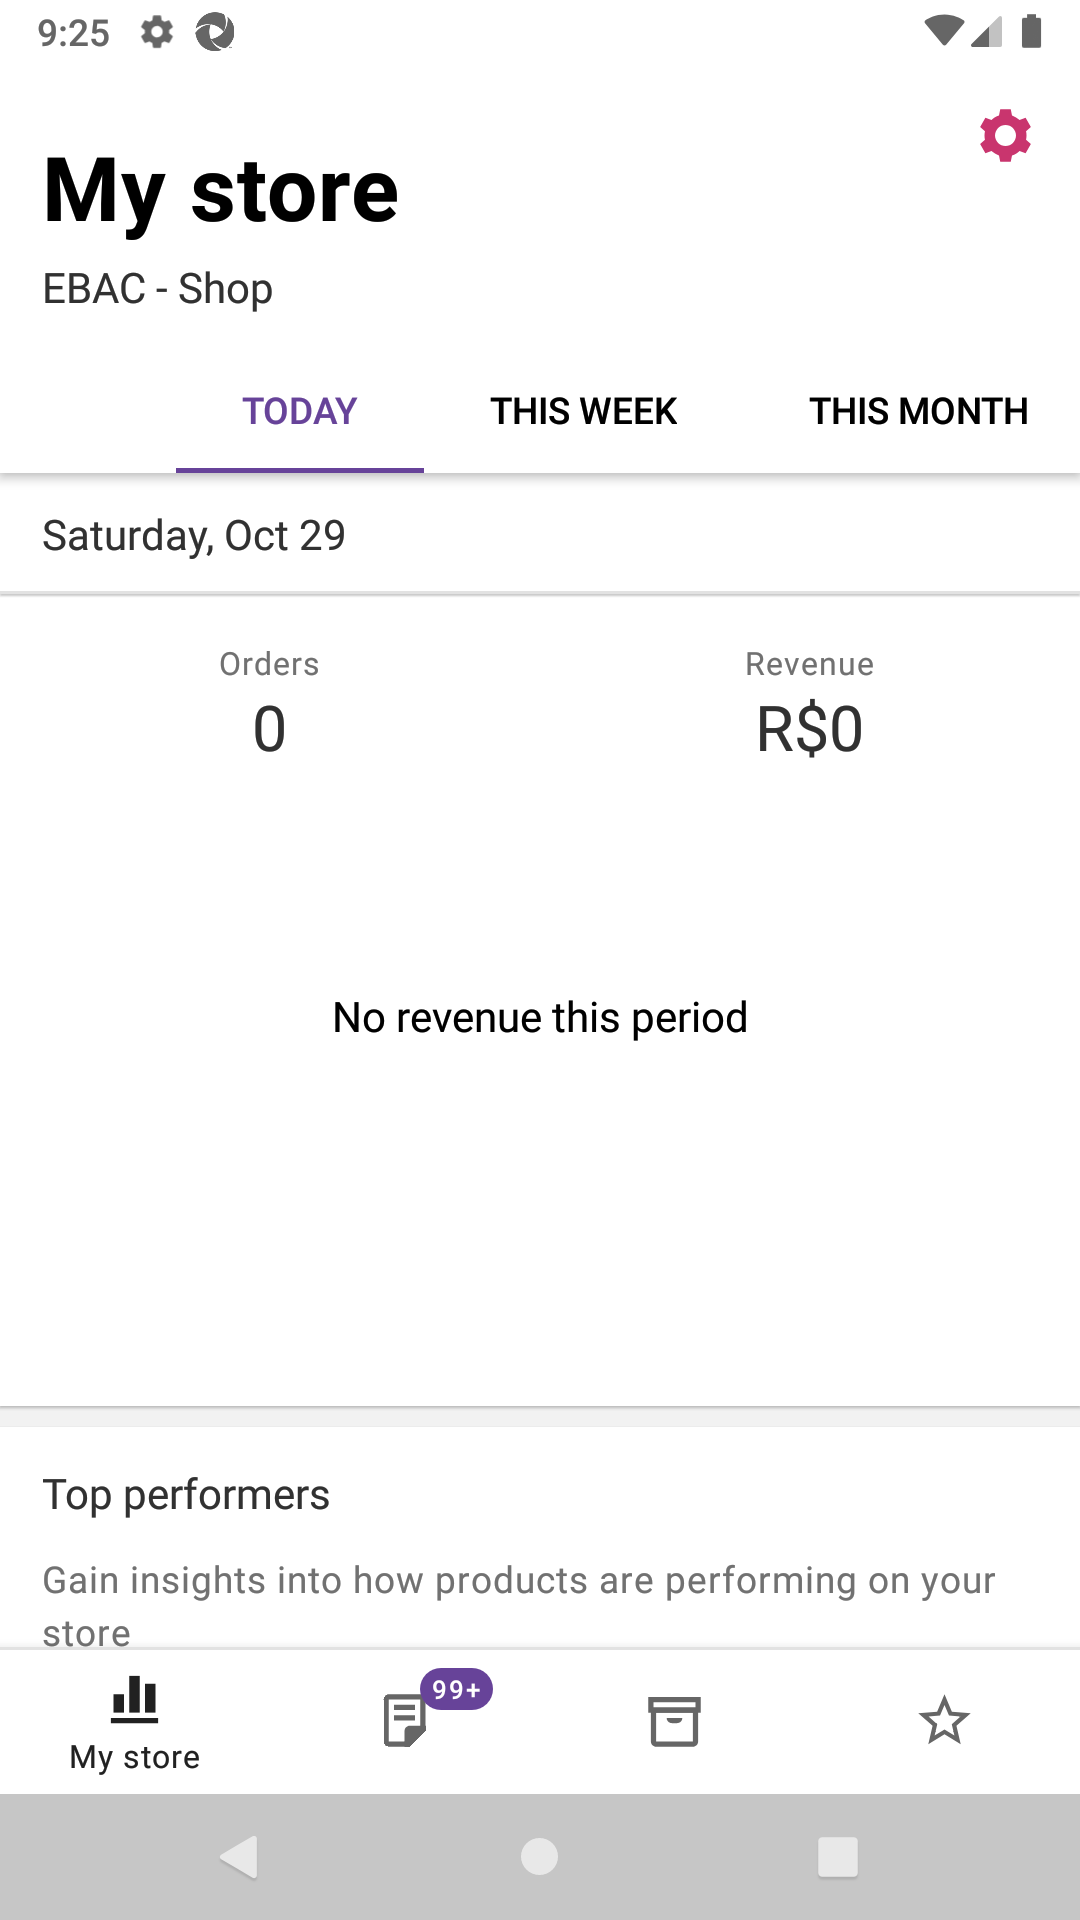 9:25
My store
EBAC - Shop
TODAY THIS WEEK THIS MONTH
Saturday, Oct 29
Orders Revenue
0 R$0
No revenue this period
Top performers
Gain insights into how products are performing on your
store
99+
My store